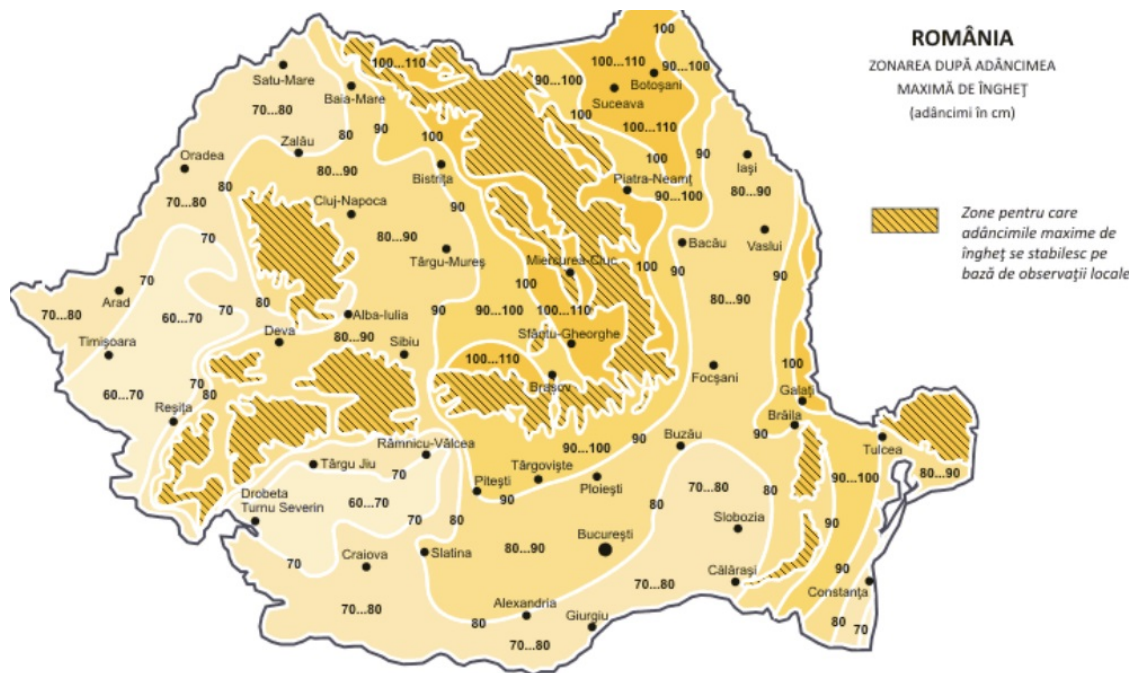 ROMÂNIA
ZONAREA DUPĂ ADÂNCIMEA
MAXIMĂ DE ÎNGHEȚ
(adâncimi în cm)
Zone pentru care
adâncimile maxime de
îngheț se stabilesc pe
bază de observații locale
100
100...110
90...100
100...110
90...100
Satu-Mare
Botoșani
Baia-Mare
Suceava
70...80
90
100
100
100...110
80
Zalău
90
Iași
Oradea
100
80...90
Bistrița
100
80
Piatra-Neamț
80...90
70...80
Cluj-Napoca
90...100
90
70
80...90
Bacău
Vaslui
Târgu-Mureș
Miercurea-Ciuc
100
90
70
100
80...90
Arad
70...80
60...70
70
80
90
90...100
100...110
Alba-Iulia
Deva
80...90
Sfântu-Gheorghe
Timișoara
Sibiu
100...110
100
Focșani
70
Brașov
60...70
80
Galați
Reșița
Brăila
90
Buzău
Râmnicu-Vâlcea
90
Tulcea
90...100
Târgu Jiu
70
Târgoviște
80...90
90...100
Pitești
Ploiești
70...80
80
Drobeta
Turnu Severin
60...70
90
80
80
Slobozia
București
Craiova
Slatina
80...90
70
Călărași
90
70...80
Constanța
70...80
Alexandria
80
Giurgiu
80
70
70...80